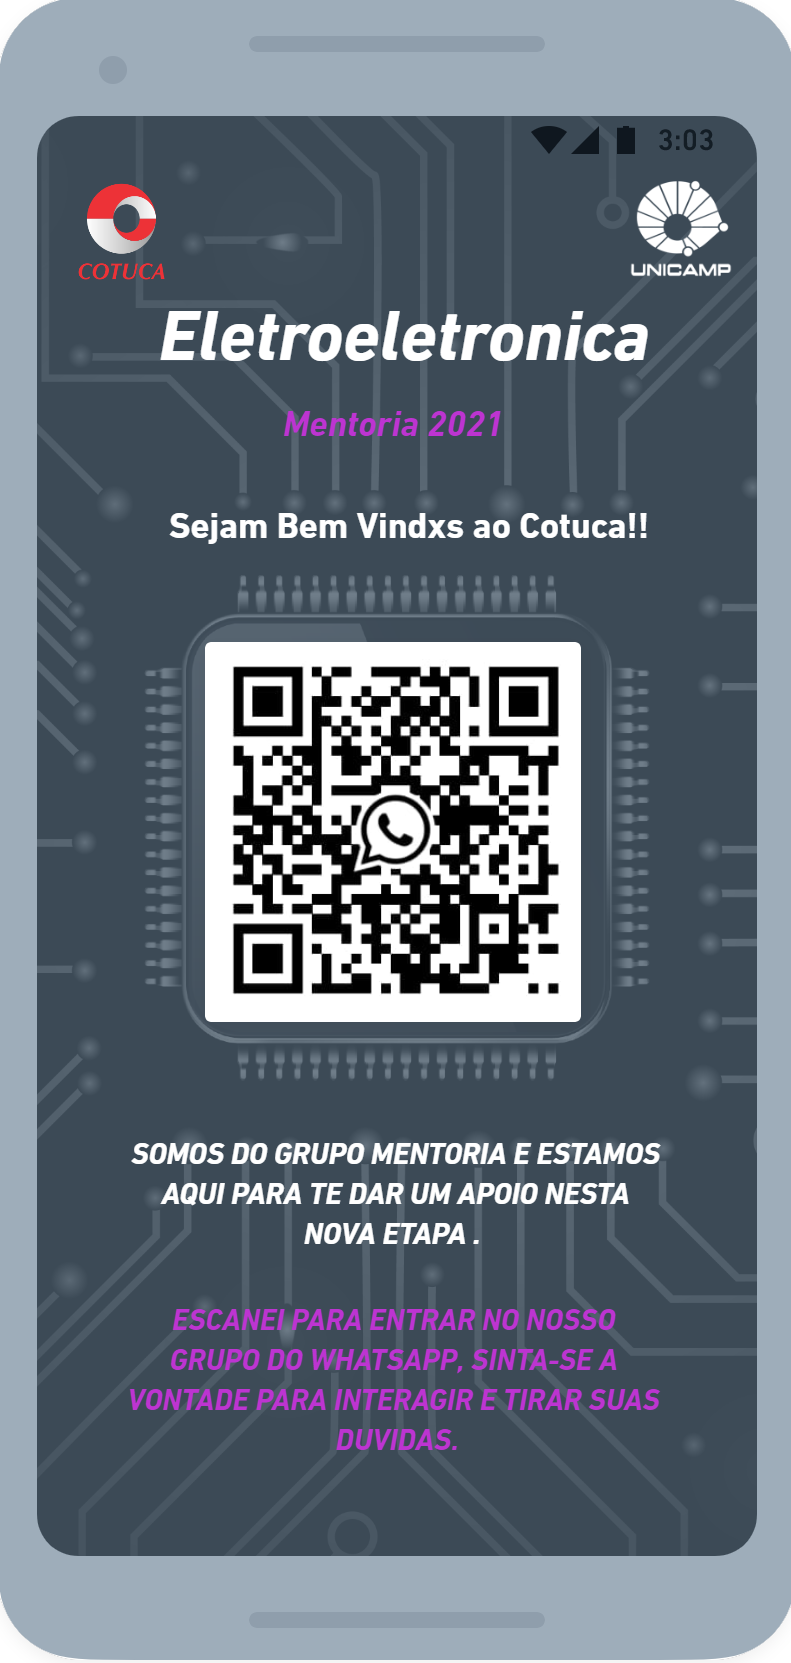 3:03
COTUCA
UNICAMP
Eletroeletronica
Mentoria 2021
Sejam Bem Vindxs ao Cotuca!!
SOMOS DO GRUPO MENTORIA E ESTAMOS
AQUI PARA TE DAR UM APOIO NESTA
NOVA ETAPA .
ESCANEI PARA ENTRAR NO NOSSO
GRUPO DO WHATSAPP, SINTA-SE A
VONTADE PARA INTERAGIR E TIRAR SUAS
DUVIDAS.